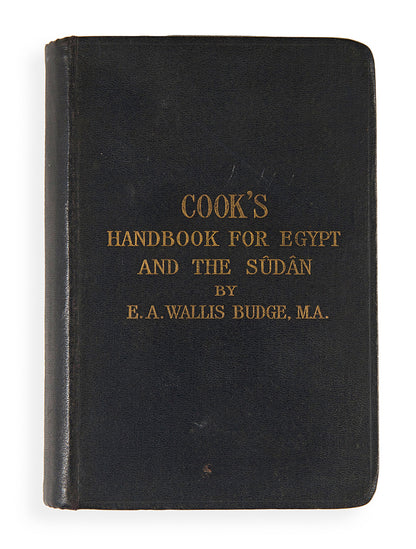 COOK'S
HANDBOOK FOR EGYPT
AND THE SÛDÂN
BY
E. A. WALLIS BUDGE, M.A.